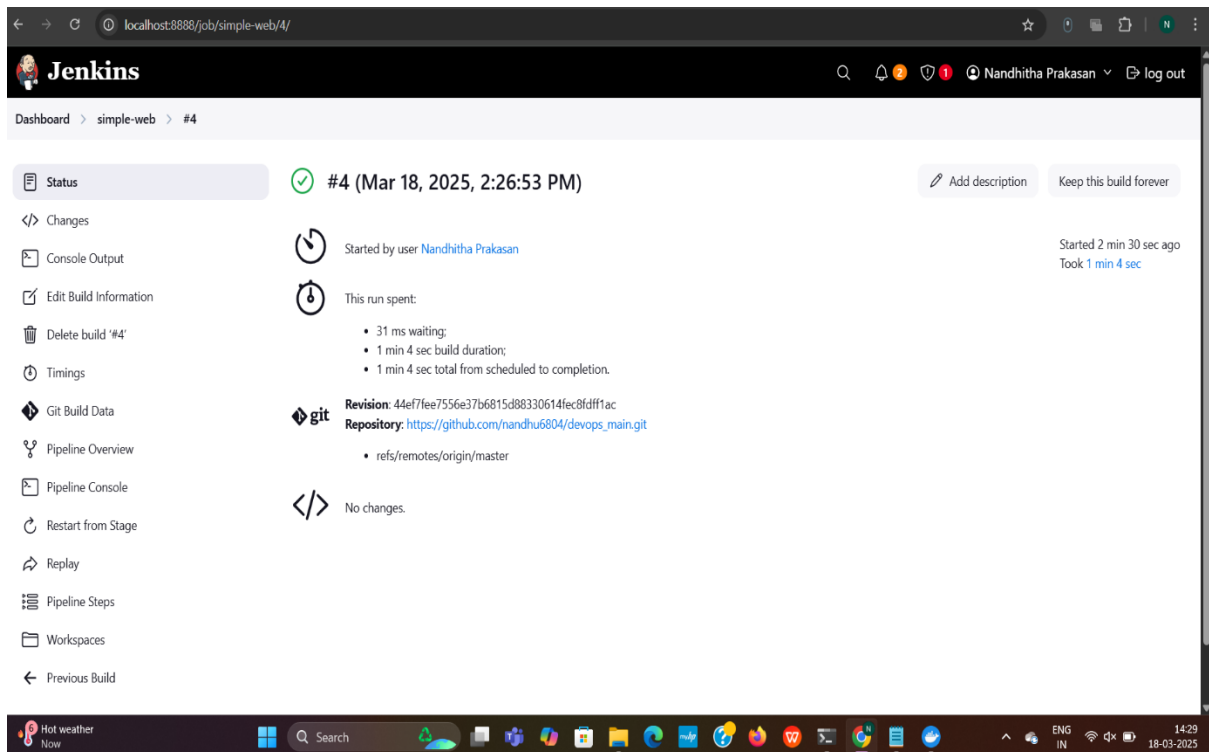 localhost:8888/job/simple-web/4/
N
Jenkins
2
1
Nandhitha Prakasan
log out
Dashboard > simple-web > #4
Status
Changes
Console Output
Edit Build Information
Delete build '#4'
Timings
Git Build Data
Pipeline Overview
Pipeline Console
Restart from Stage
Replay
Pipeline Steps
Workspaces
Previous Build
#4 (Mar 18, 2025, 2:26:53 PM)
Add description
Keep this build forever
Started by user Nandhitha Prakasan
Started 2 min 30 sec ago
Took 1 min 4 sec
This run spent:
• 31 ms waiting;
• 1 min 4 sec build duration;
• 1 min 4 sec total from scheduled to completion.
git
Revision: 44ef7fee7556e37b6815d88330614fec8fdff1ac
Repository: https://github.com/nandhu6804/devops_main.git
• refs/remotes/origin/master
No changes.
6
Hot weather
Now
Search
ENG
IN
14:29
18-03-2025